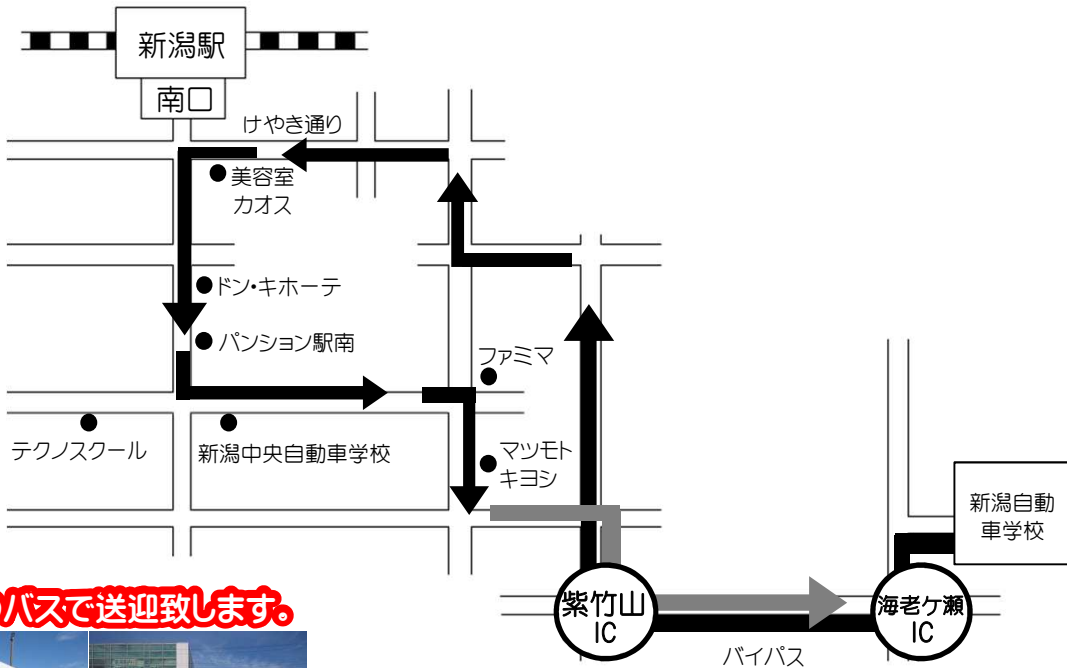 新潟駅
南口
けやき通り
美容室
カオス
ドン・キホーテ
パンション駅南
ファミマ
テクノスクール
新潟中央自動車学校
マツモト
キヨシ
新潟自動
車学校
紫竹山
IC
海老ケ瀬
IC
バイパス
バスで送迎致します。